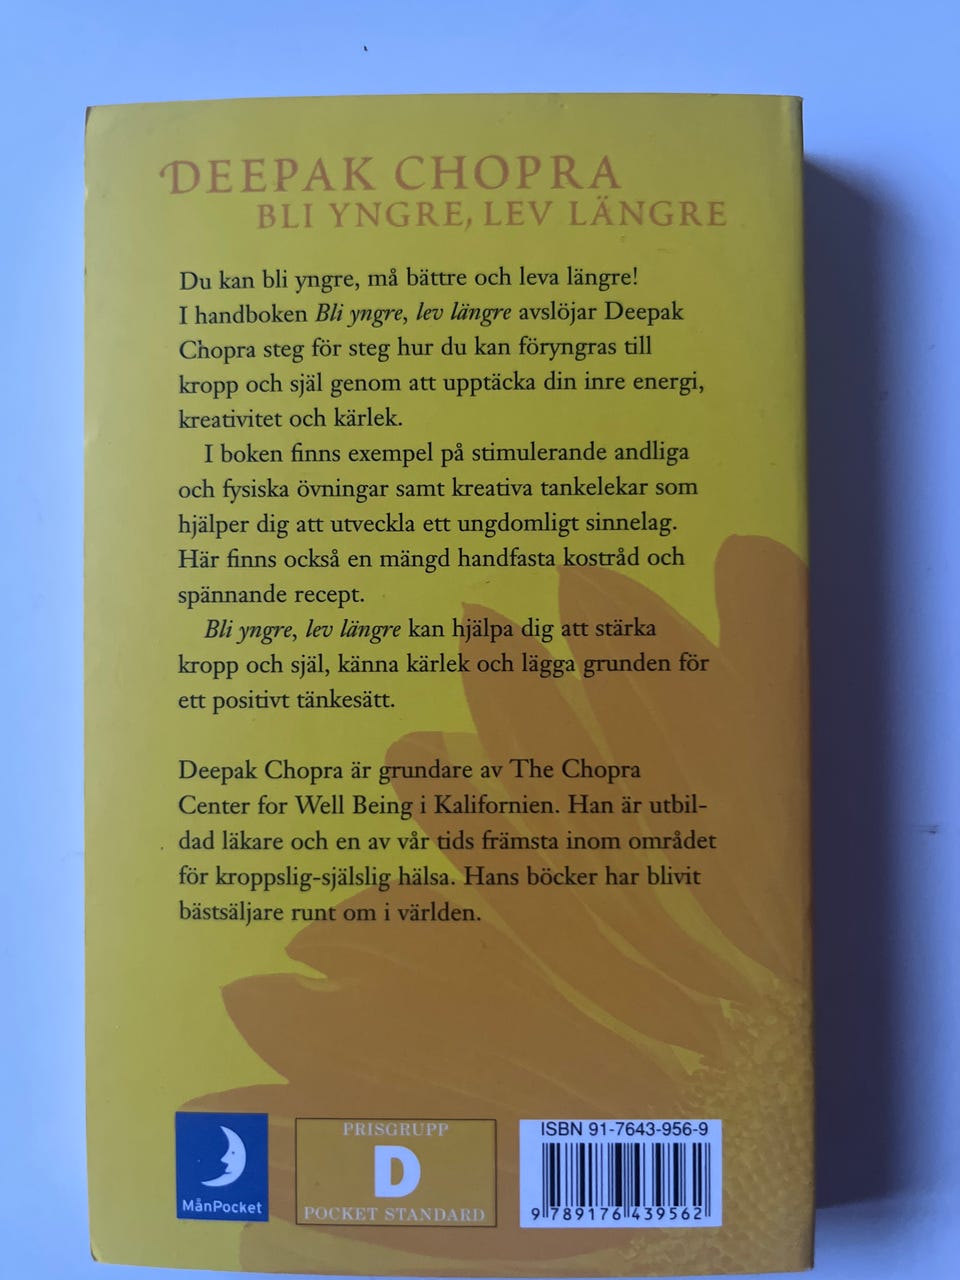 DEEPAK CHOPRA
BLI YNGRE, LEV LÄNGRE
Du kan bli yngre, må bättre och leva längre!
I handboken Bli yngre, lev längre avslöjar Deepak
Chopra steg för steg hur du kan föryngras till
kropp och själ genom att upptäcka din inre energi,
kreativitet och kärlek.
I boken finns exempel på stimulerande andliga
och fysiska övningar samt kreativa tankelekar som
hjälper dig att utveckla ett ungdomligt sinnelag.
Här finns också en mängd handfasta kostråd och
spännande recept.
Bli yngre, lev längre kan hjälpa dig att stärka
kropp och själ, känna kärlek och lägga grunden för
ett positivt tänkesätt.
Deepak Chopra är grundare av The Chopra
Center for Well Being i Kalifornien. Han är utbil-
dad läkare och en av vår tids främsta inom området
för kroppslig-själslig hälsa. Hans böcker har blivit
bästsäljare runt om i världen.
MånPocket
PRISGRUPP
D
POCKET STANDARD
ISBN 91-7643-956-9
9 789176 439562